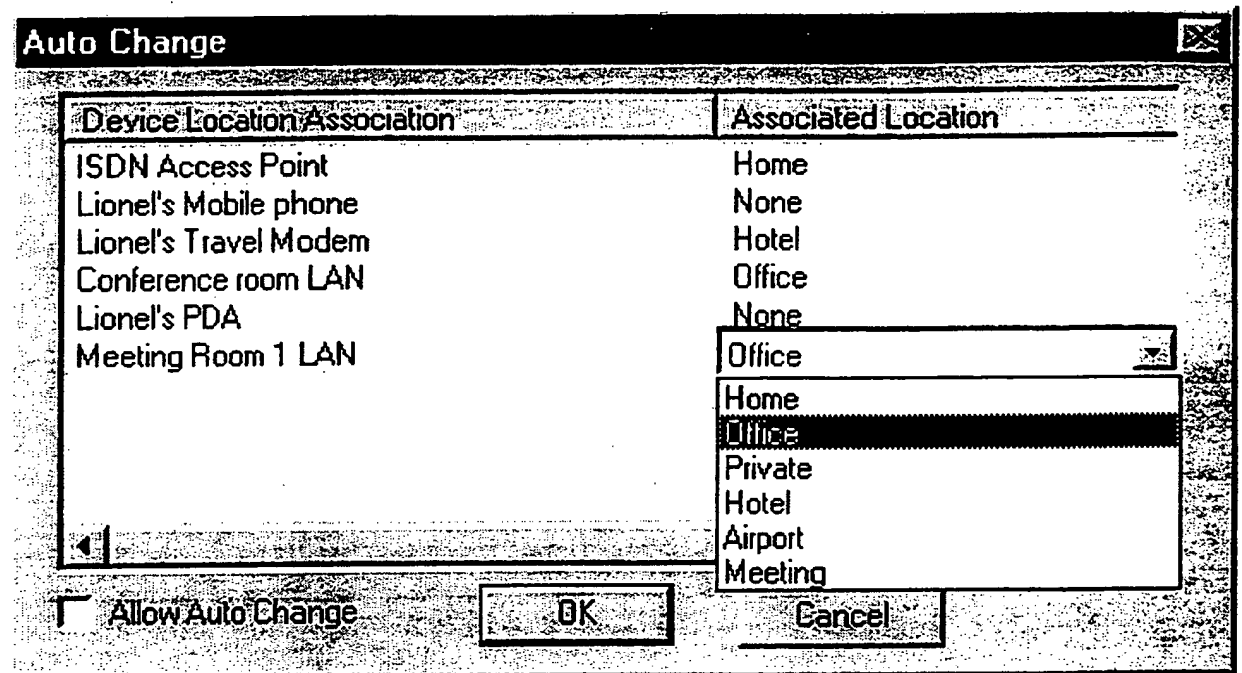 Auto Change
Device Location Association Associated Location
ISDN Access Point Home
Lionel's Mobile phone None
Lionel's Travel Modem Hotel
Conference room LAN Office
Lionel's PDA None
Meeting Room 1 LAN Office
Home
Office
Private
Hotel
Airport
Meeting
Allow Auto Change OK Cancel